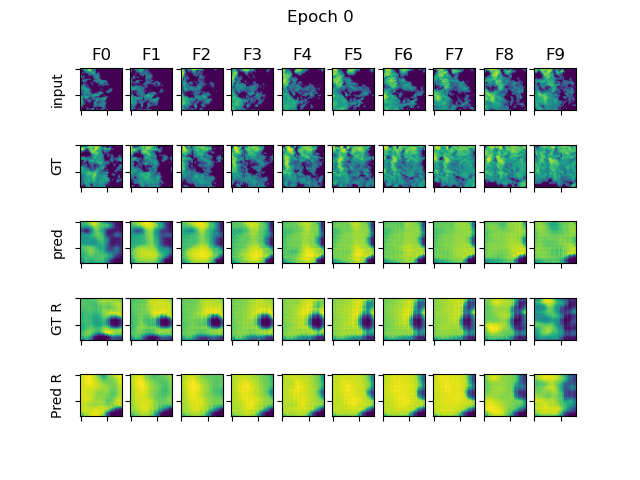 Epoch 0
F0 F1 F2 F3 F4 F5 F6 F7 F8 F9
input
GT
pred
GT R
Pred R